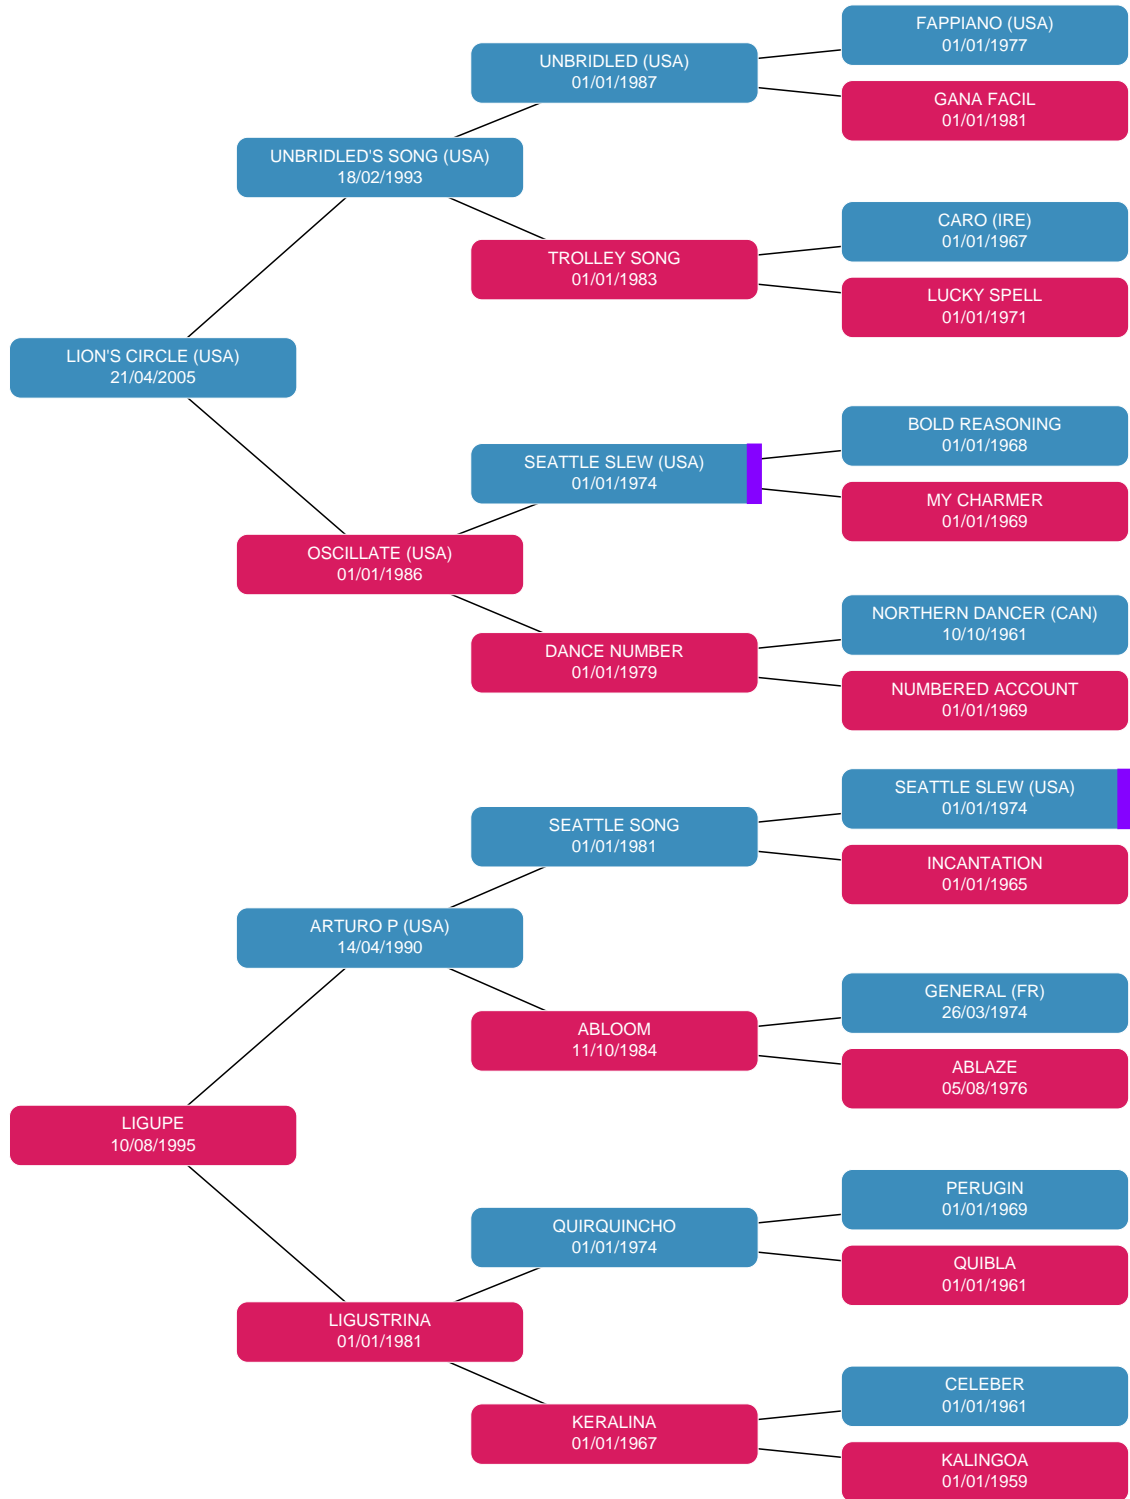 FAPPIANO (USA)
01/01/1977
UNBRIDLED (USA)
01/01/1987
GANA FACIL
01/01/1981
UNBRIDLED'S SONG (USA)
18/02/1993
CARO (IRE)
01/01/1967
TROLLEY SONG
01/01/1983
LUCKY SPELL
01/01/1971
LION'S CIRCLE (USA)
21/04/2005
BOLD REASONING
01/01/1968
SEATTLE SLEW (USA)
01/01/1974
MY CHARMER
01/01/1969
OSCILLATE (USA)
01/01/1986
NORTHERN DANCER (CAN)
10/10/1961
DANCE NUMBER
01/01/1979
NUMBERED ACCOUNT
01/01/1969
SEATTLE SLEW (USA)
01/01/1974
SEATTLE SONG
01/01/1981
INCANTATION
01/01/1965
ARTURO P (USA)
14/04/1990
GENERAL (FR)
26/03/1974
ABLOOM
11/10/1984
ABLAZE
05/08/1976
LIGUPE
10/08/1995
PERUGIN
01/01/1969
QUIRQUINCHO
01/01/1974
QUIBLA
01/01/1961
LIGUSTRINA
01/01/1981
CELEBER
01/01/1961
KERALINA
01/01/1967
KALINGOA
01/01/1959